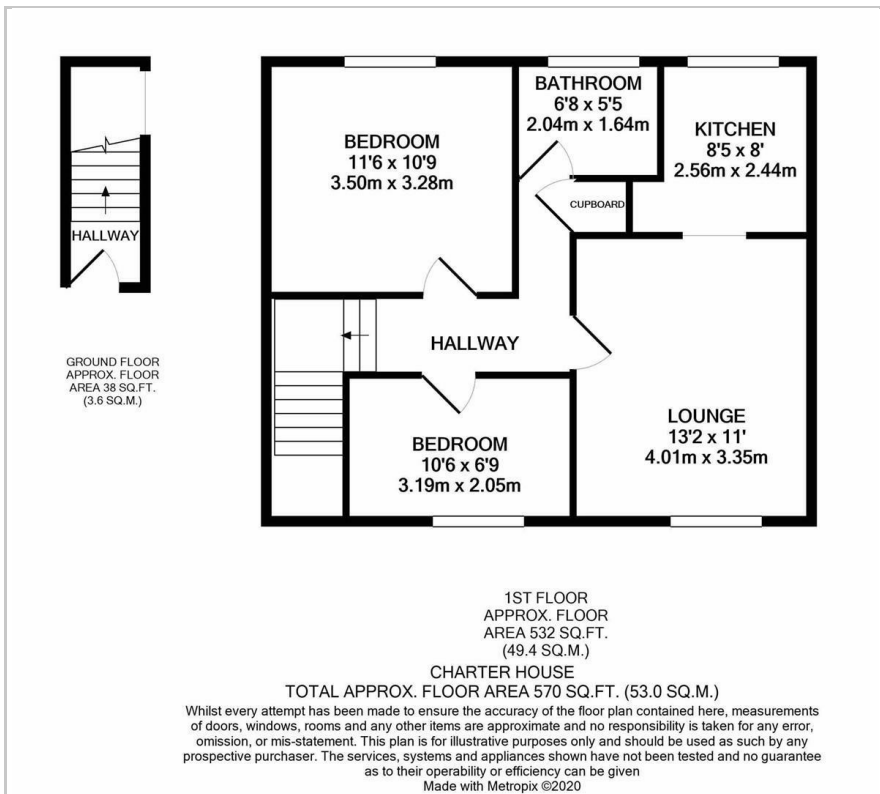 BEDROOM
11'6 x 10'9
3.50m x 3.28m
BATHROOM
6'8 x 5'5
2.04m x 1.64m
KITCHEN
8'5 x 8'
2.56m x 2.44m
CUPBOARD
HALLWAY
HALLWAY
GROUND FLOOR
APPROX. FLOOR
AREA 38 SQ.FT.
(3.6 SQ.M.)
BEDROOM
10'6 x 6'9
3.19m x 2.05m
LOUNGE
13'2 x 11'
4.01m x 3.35m
1ST FLOOR
APPROX. FLOOR
AREA 532 SQ.FT.
(49.4 SQ.M.)
CHARTER HOUSE
TOTAL APPROX. FLOOR AREA 570 SQ.FT. (53.0 SQ.M.)
Whilst every attempt has been made to ensure the accuracy of the floor plan contained here, measurements
of doors, windows, rooms and any other items are approximate and no responsibility is taken for any error,
omission, or mis-statement. This plan is for illustrative purposes only and should be used as such by any
prospective purchaser. The services, systems and appliances shown have not been tested and no guarantee
as to their operability or efficiency can be given
Made with Metropix ©2020